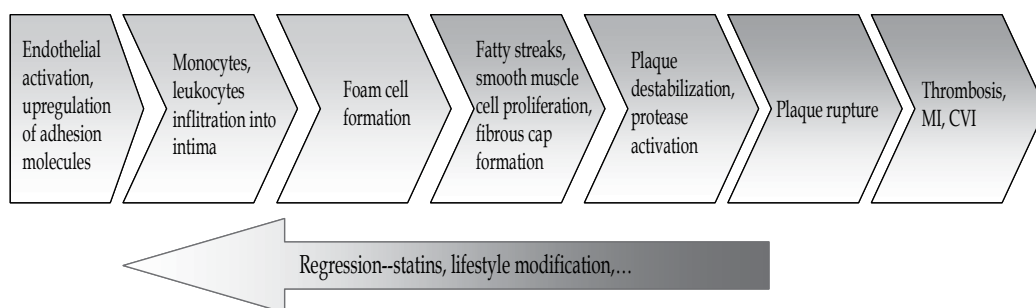 Endothelial
activation,
upregulation
of adhesion
molecules
Monocytes,
leukocytes
inflitration into
intima
Foam cell
formation
Fatty streaks,
smooth muscle
cell proliferation,
fibrous cap
formation
Plaque
destabilization,
protease
activation
Plaque rupture
Thrombosis,
MI, CVI
Regression--statins, lifestyle modification,...